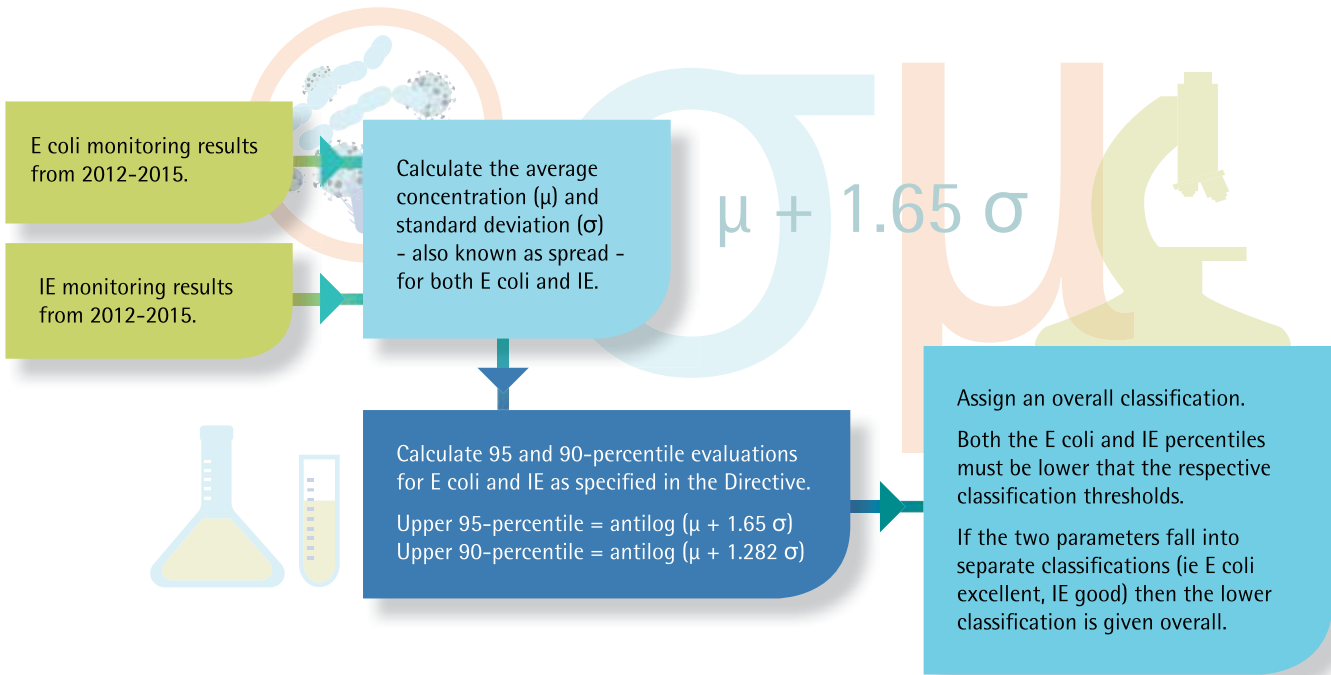 E coli monitoring results
from 2012-2015.
IE monitoring results
from 2012-2015.
Calculate the average
concentration (μ) and
standard deviation (σ)
- also known as spread -
for both E coli and IE.
σ
μ
μ + 1.65 σ
Calculate 95 and 90-percentile evaluations
for E coli and IE as specified in the Directive.
Upper 95-percentile = antilog (μ + 1.65 σ)
Upper 90-percentile = antilog (μ + 1.282 σ)
Assign an overall classification.
Both the E coli and IE percentiles
must be lower that the respective
classification thresholds.
If the two parameters fall into
separate classifications (ie E coli
excellent, IE good) then the lower
classification is given overall.